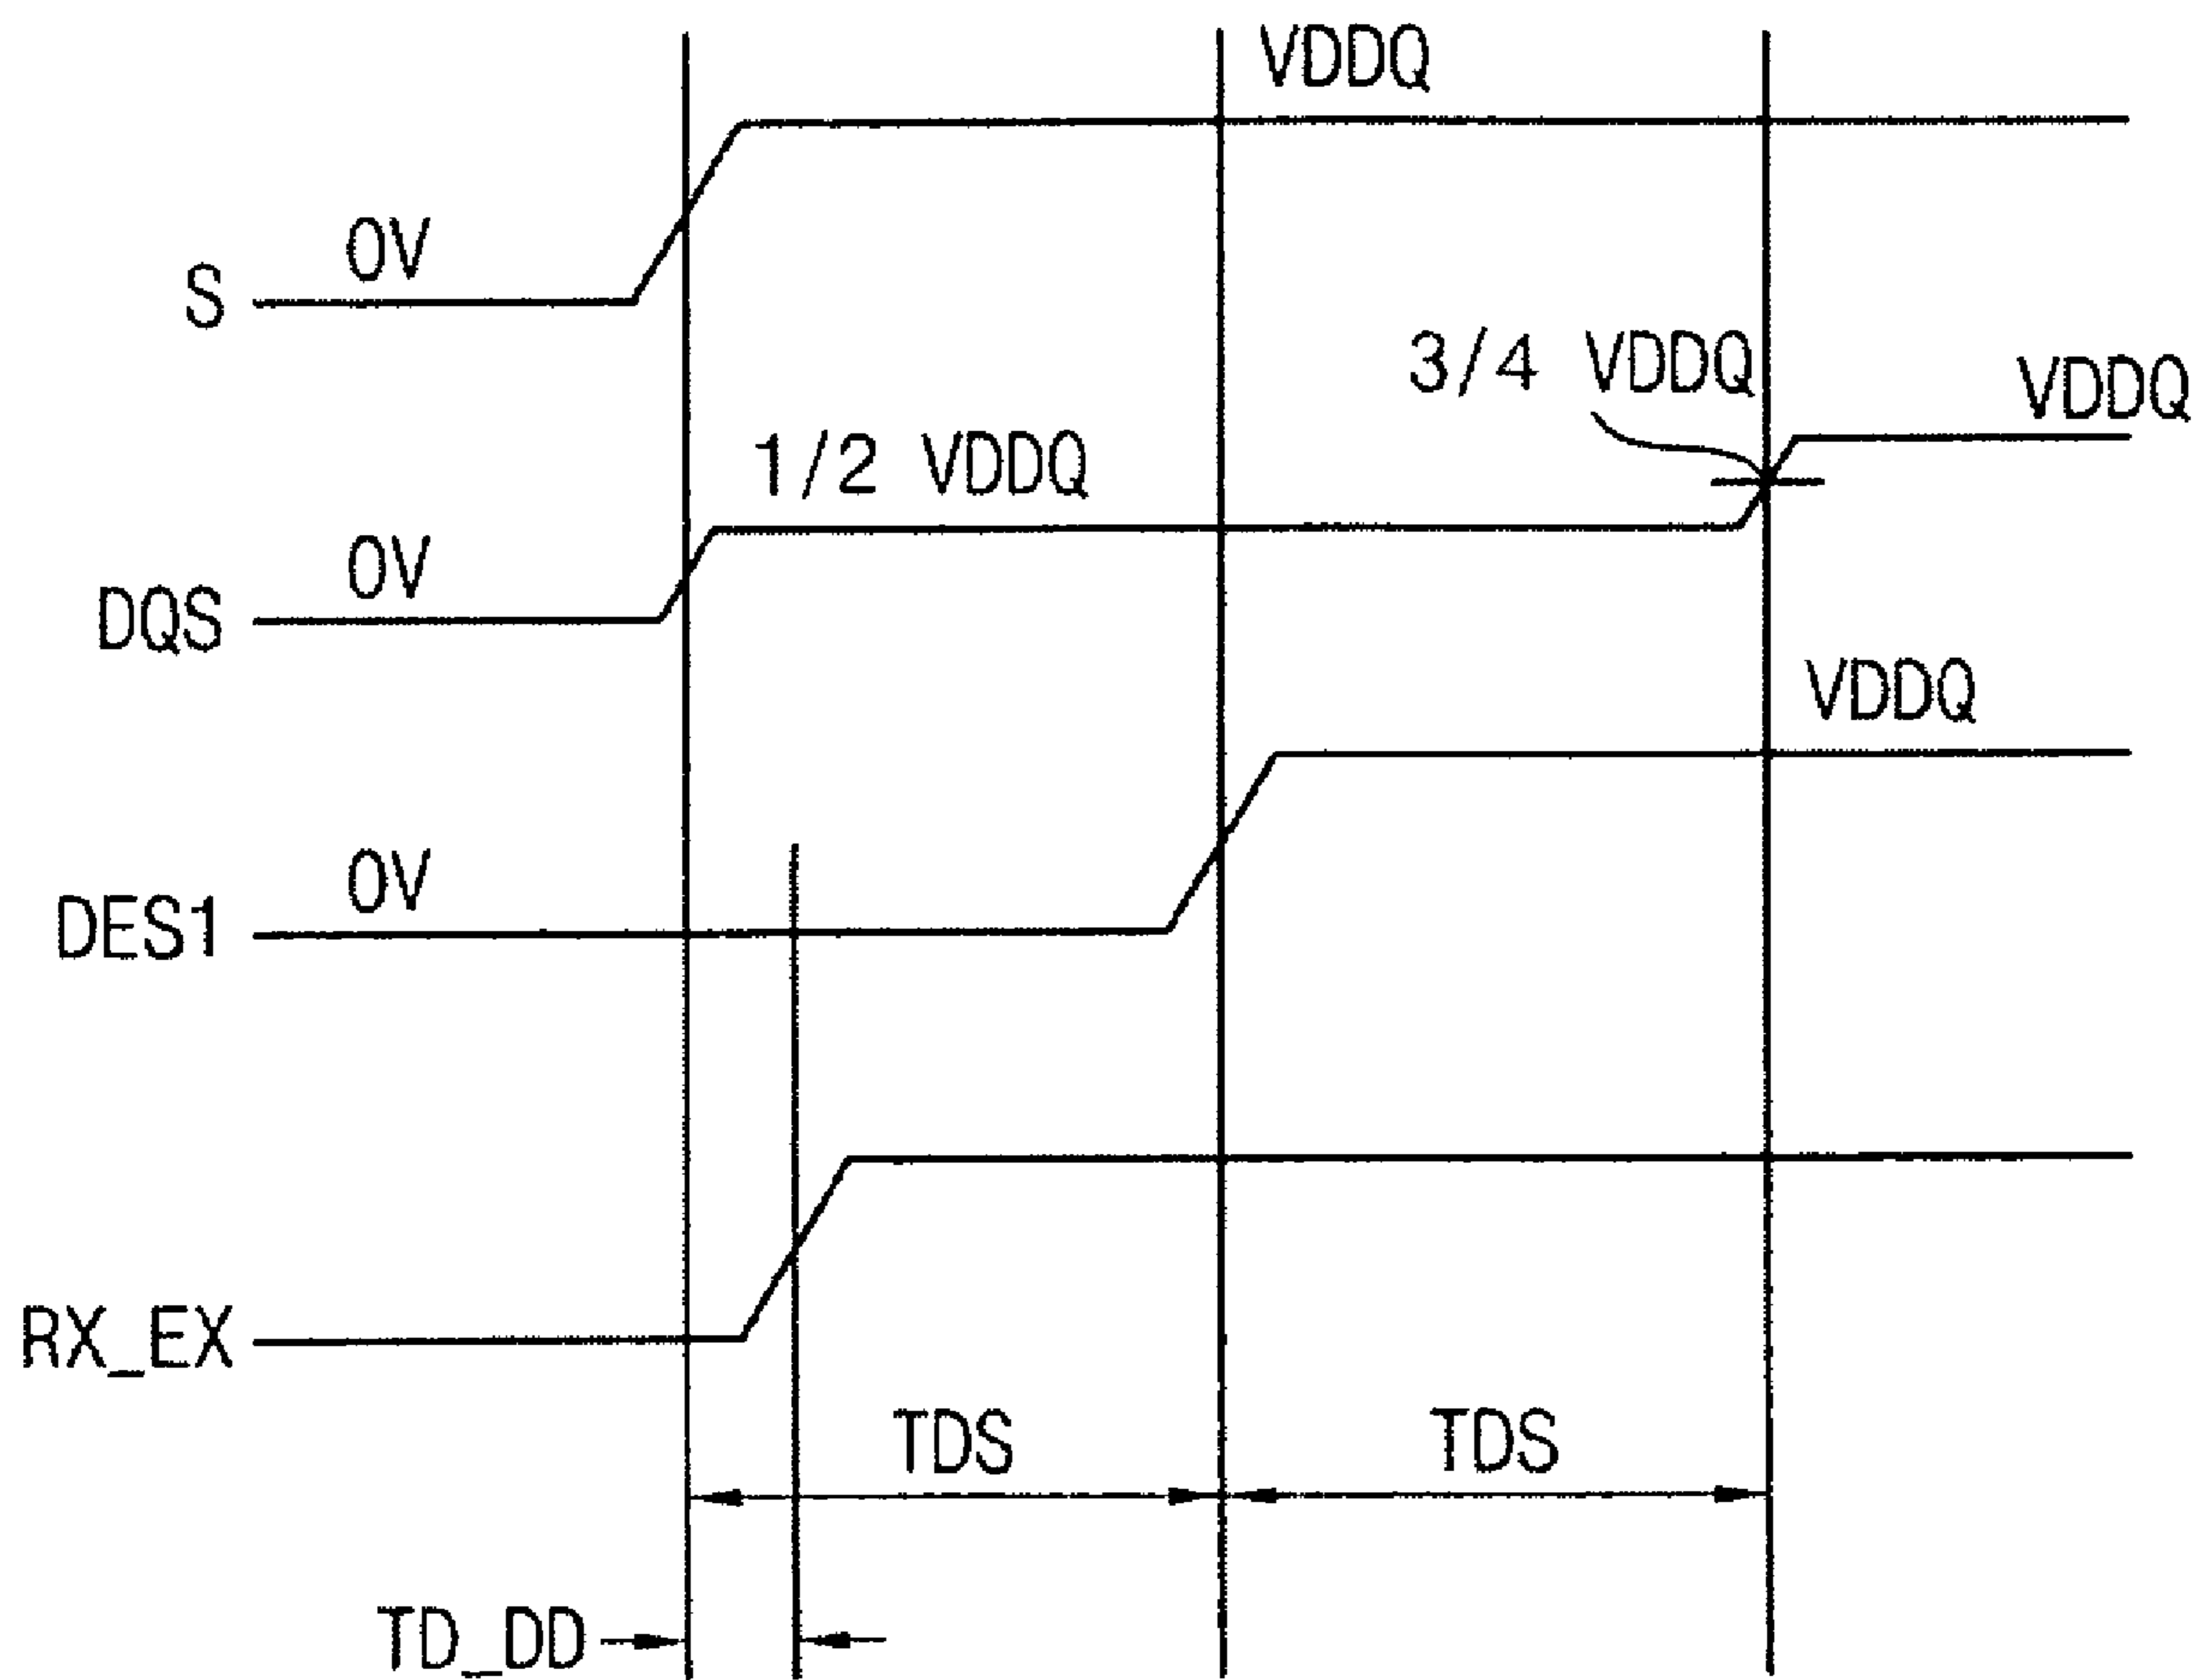 VDDQ
0V
S
3/4 VDDQ
VDDQ
1/2 VDDQ
0V
DQS
VDDQ
0V
DES1
RX_EX
TDS
TDS
TD_DD